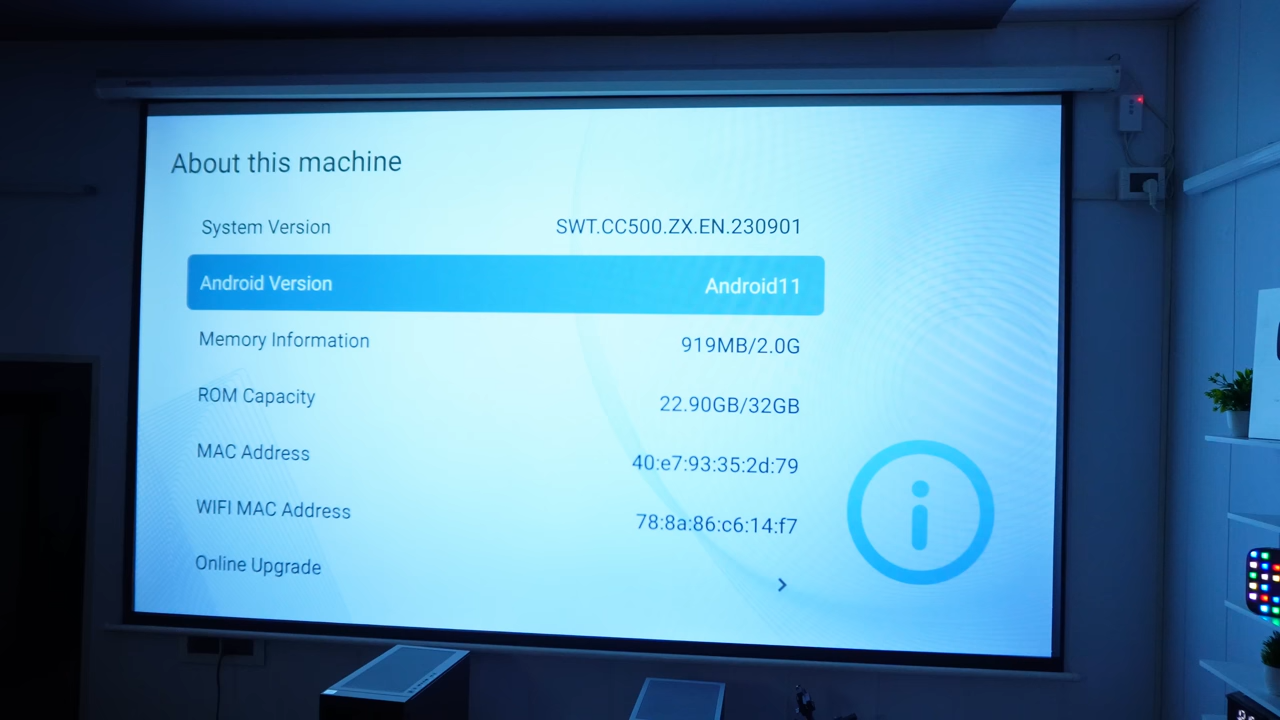 About this machine
System Version SWT.CC500.ZX.EN.230901
Android Version Android11
Memory Information 919MB/2.0G
ROM Capacity 22.90GB/32GB
MAC Address 40:e7:93:35:2d:79
WIFI MAC Address 78:8a:86:c6:14:f7
Online Upgrade >